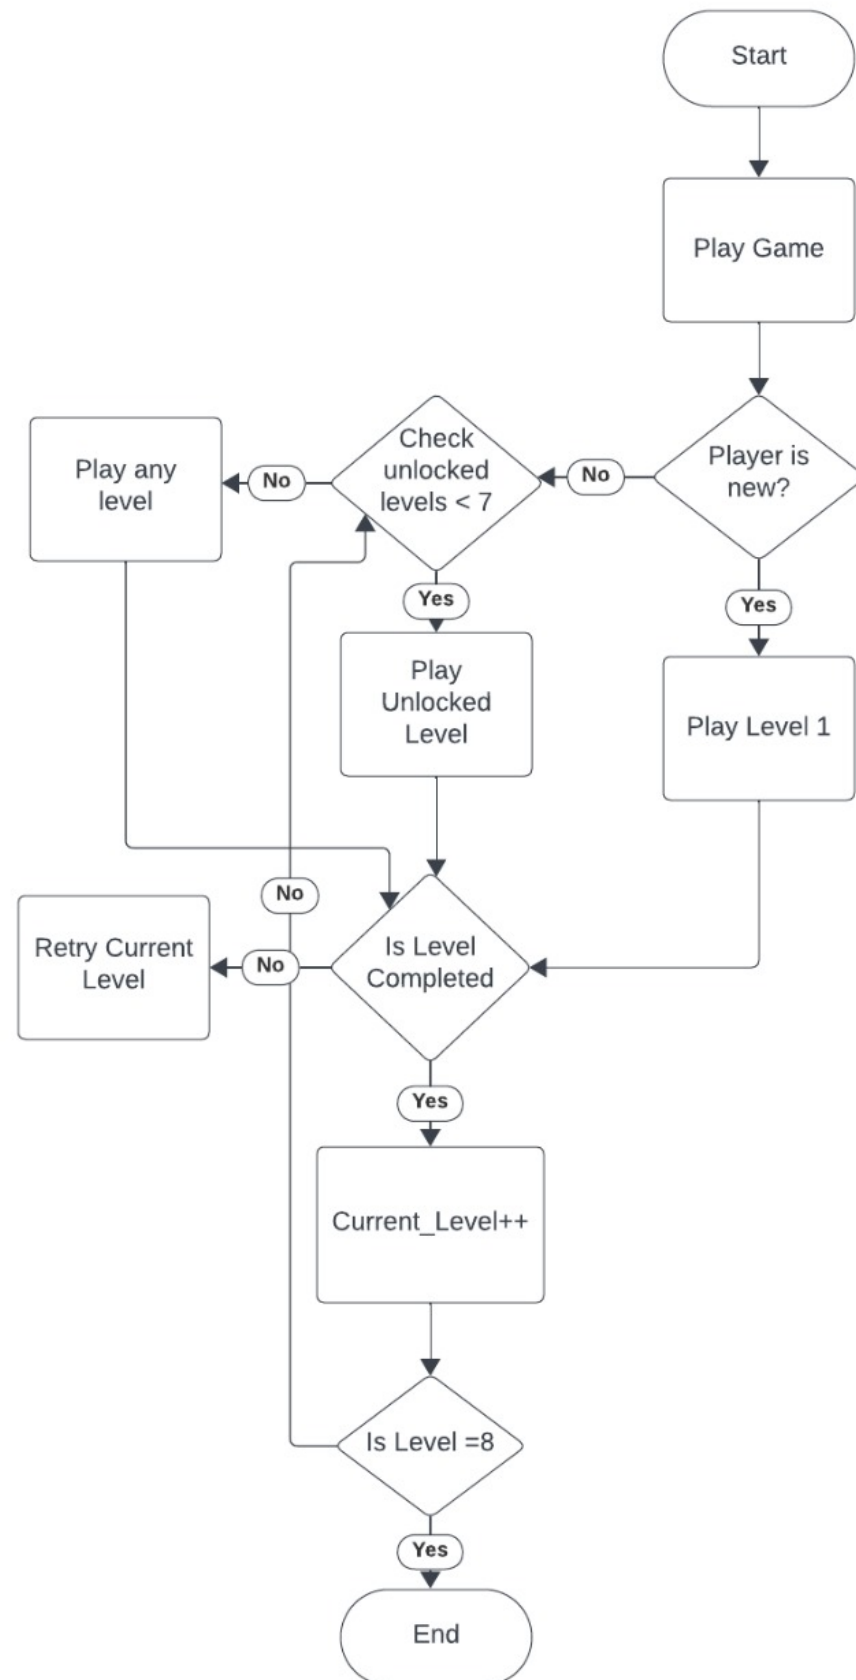 Start
Play Game
Player is
new?
No
Yes
Check
unlocked
levels < 7
No
Yes
Play any
level
Play
Unlocked
Level
Play Level 1
No
Is Level
Completed
No
Retry Current
Level
Yes
Current_Level++
Is Level =8
Yes
End